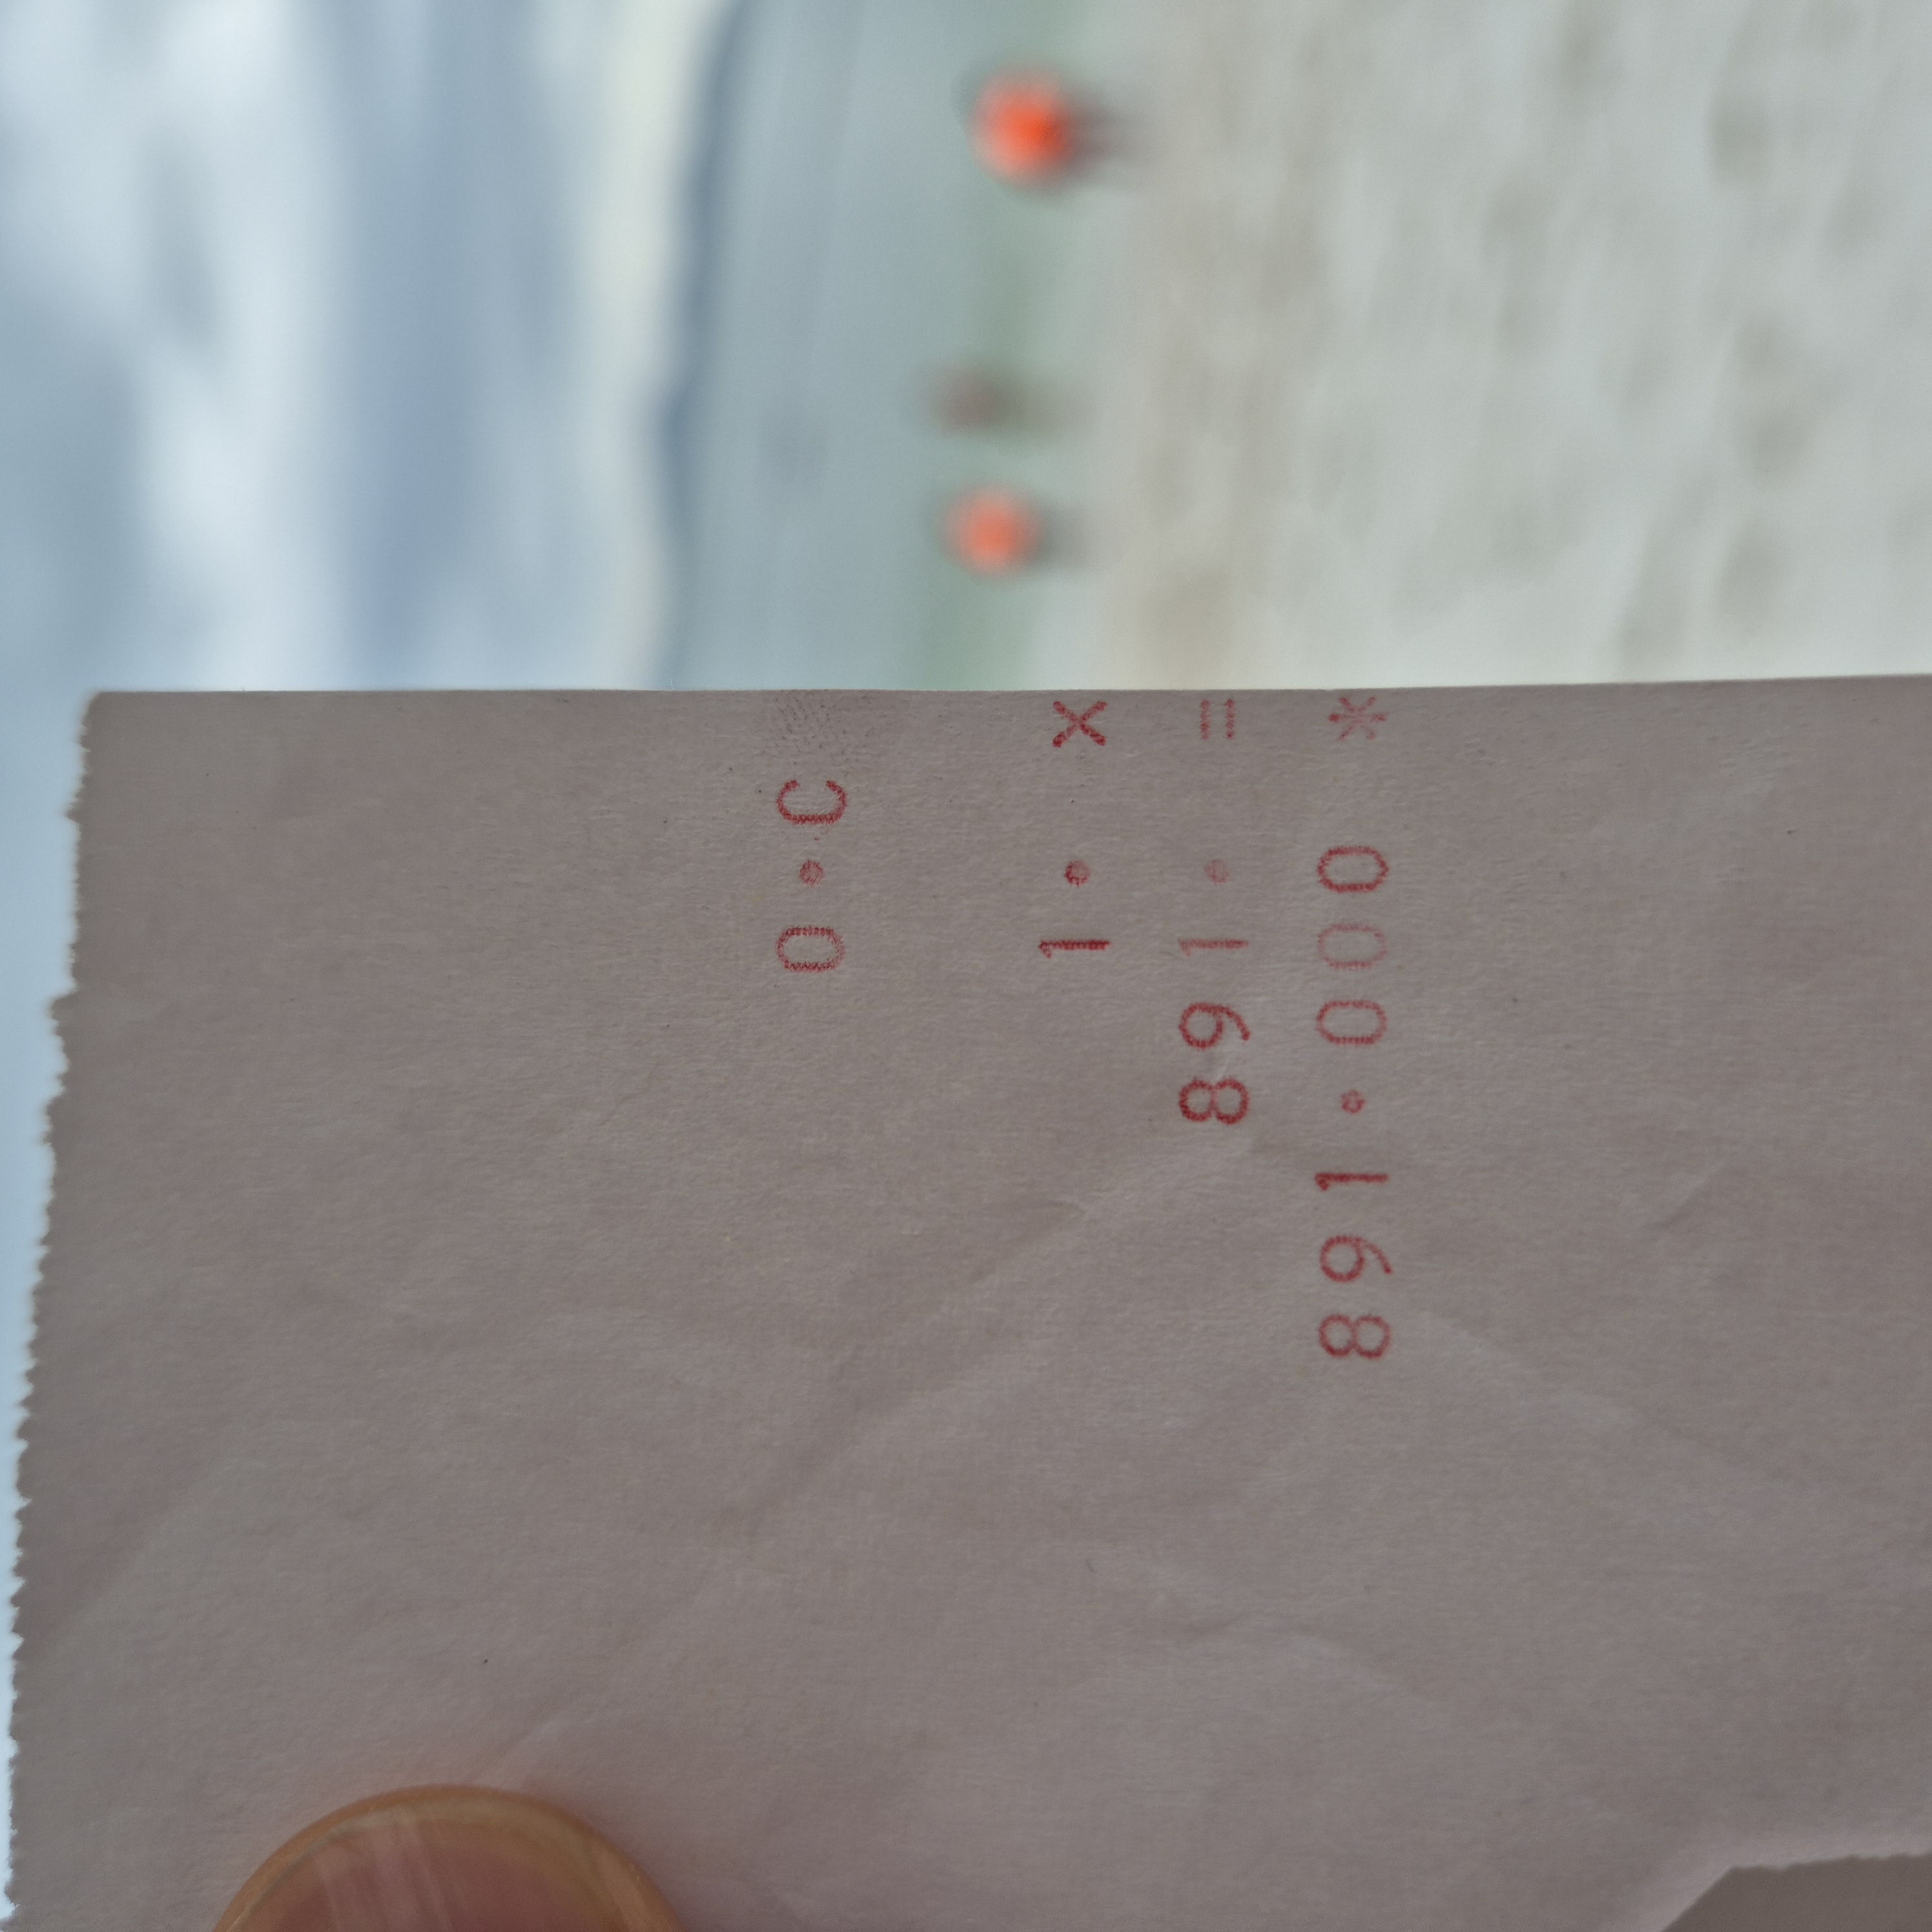 0.C
1. X
891. =
891.000 *